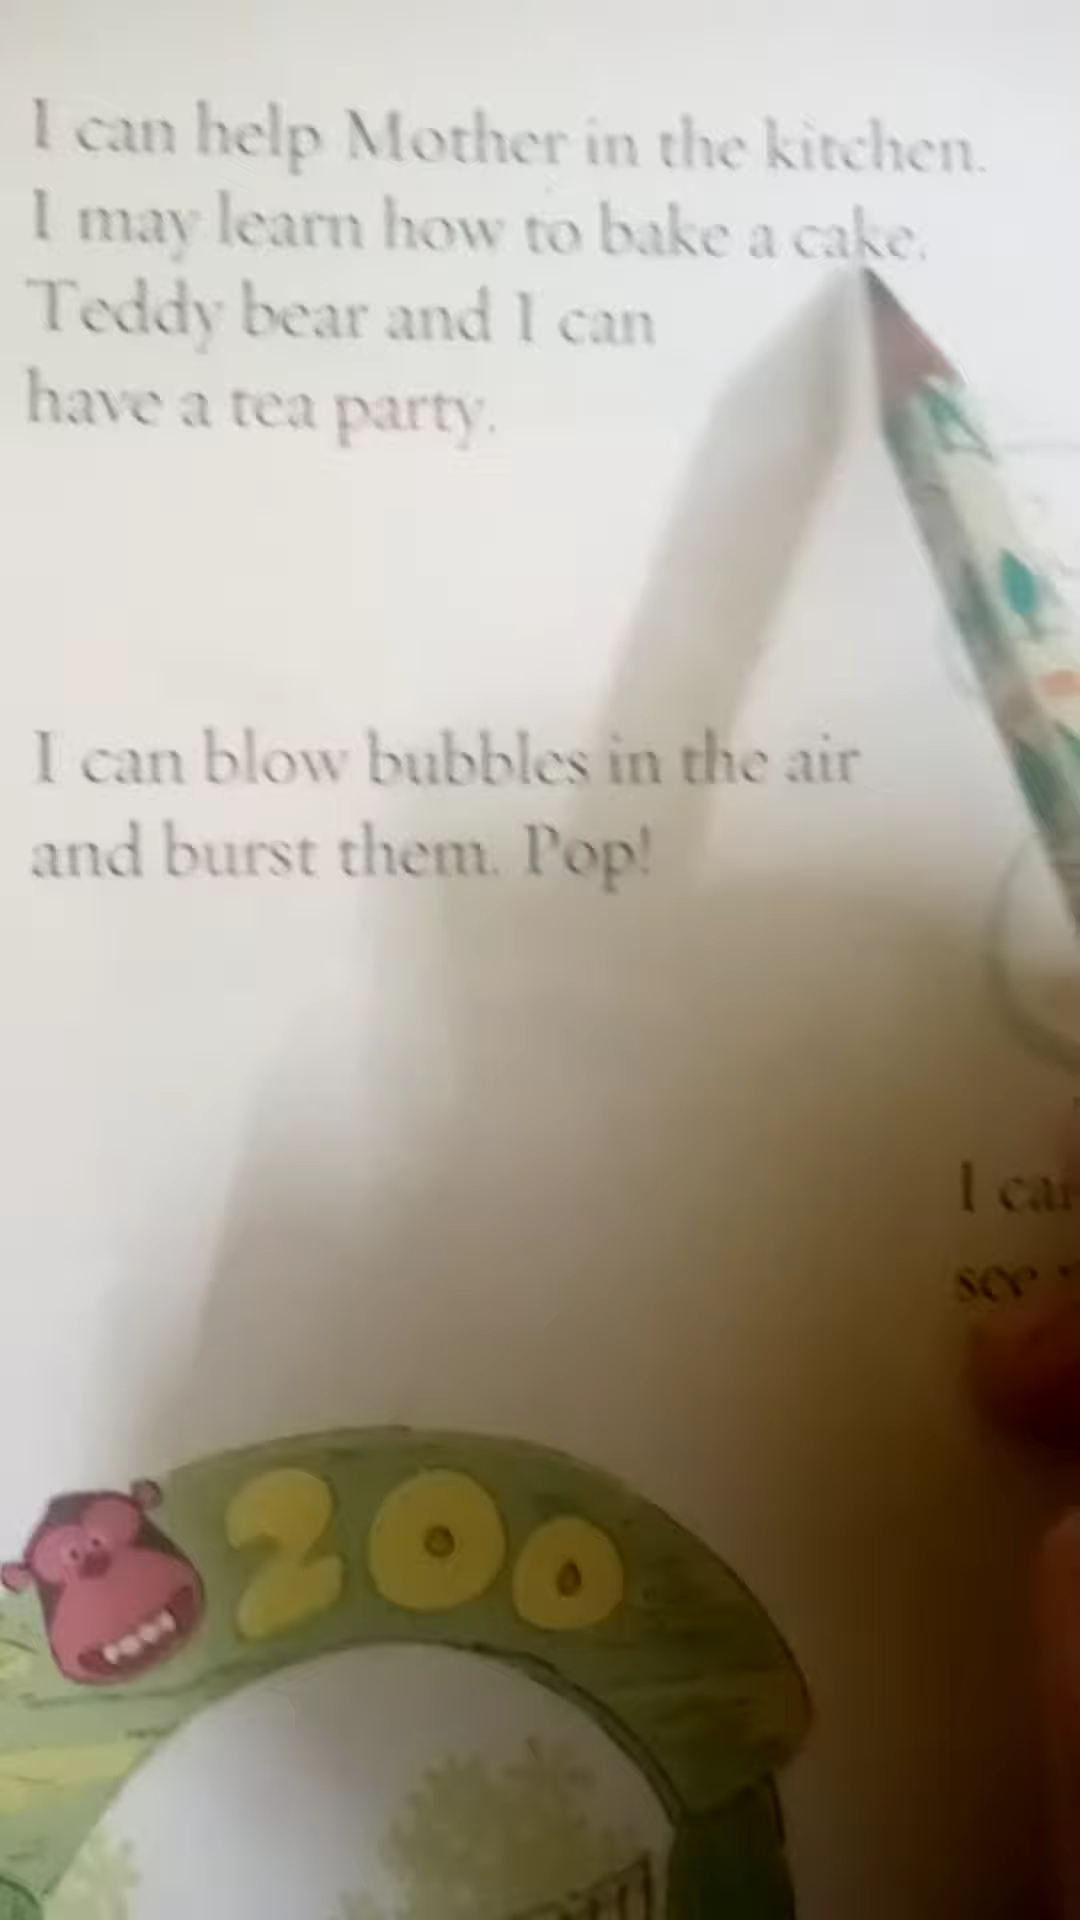 I can help Mother in the kitchen.
I may learn how to bake a cake.
Teddy bear and I can
have a tea party.
I can blow bubbles in the air
and burst them. Pop!
I
see
ZOO